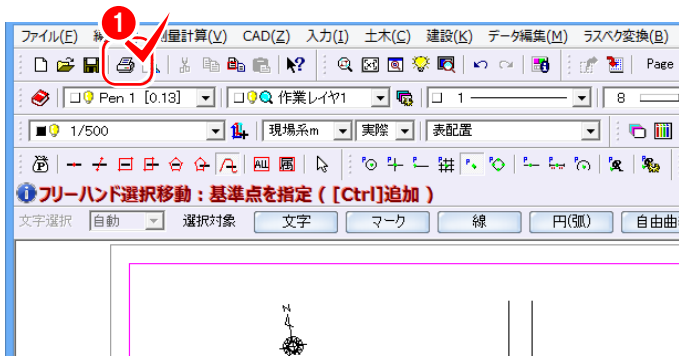 1
ファイル(F) 測量計算(V) CAD(Z) 入力(I) 土木(C) 建設(K) データ編集(M) ラスベク変換(B)
Page
Pen 1 [0.13] 作業レイヤ1 1 8
1/500 現場系m 実際 表配置
ALL
フリーハンド選択移動：基準点を指定 ( [Ctrl]追加 )
文字選択 自動 選択対象 文字 マーク 線 円(弧) 自由曲
N